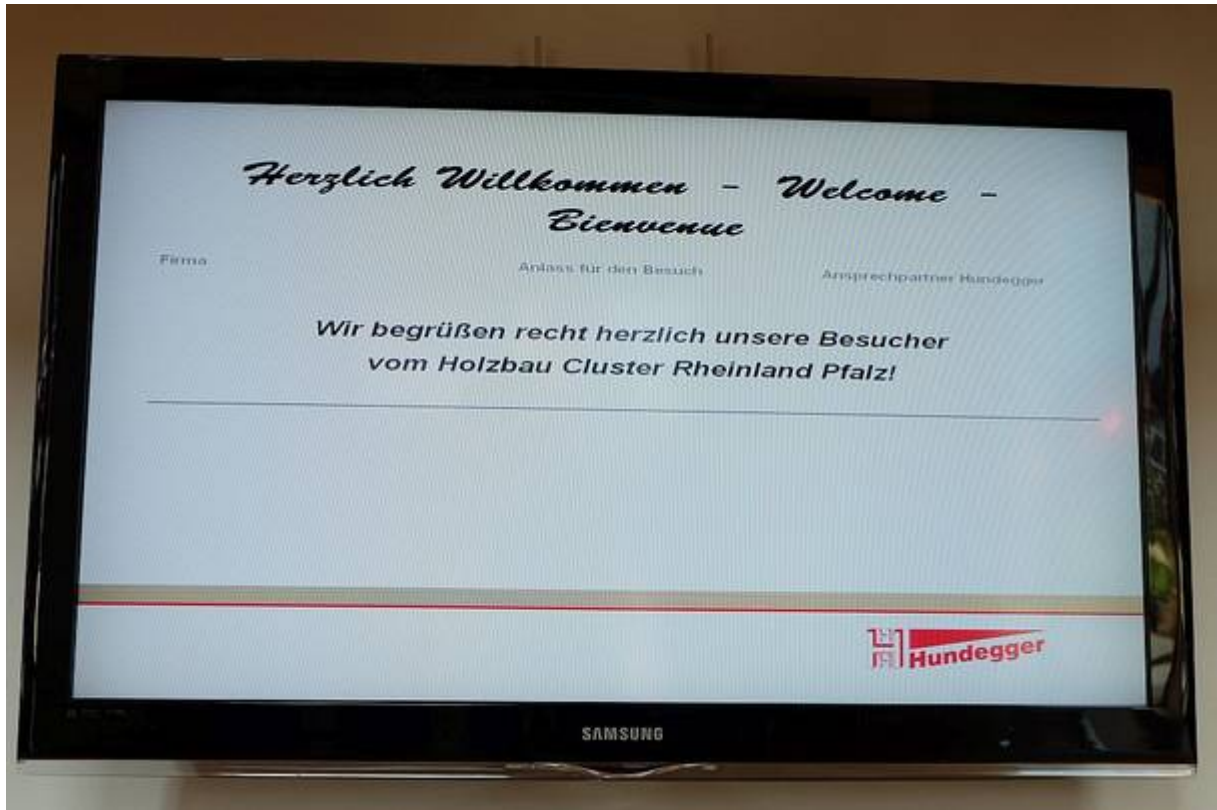 Herzlich Willkommen - Welcome -
Bienvenue
Firma Anlass für den Besuch Ansprechpartner Hundegger
Wir begrüßen recht herzlich unsere Besucher
vom Holzbau Cluster Rheinland Pfalz!
Hundegger
SAMSUNG